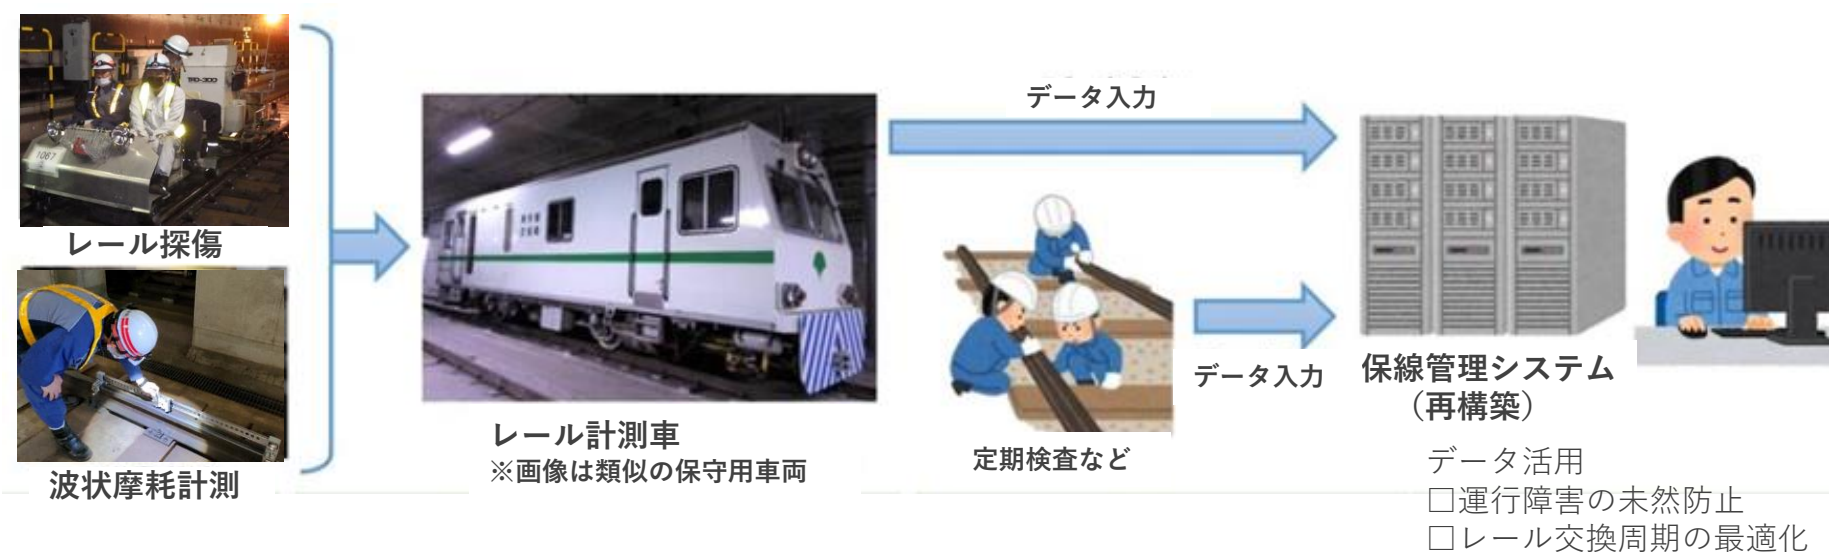 レール探傷
波状摩耗計測
TRD-300
1067
レール計測車
※画像は類似の保守用車両
データ入力
定期検査など
データ入力
保線管理システム
（再構築）
データ活用
□運行障害の未然防止
□レール交換周期の最適化